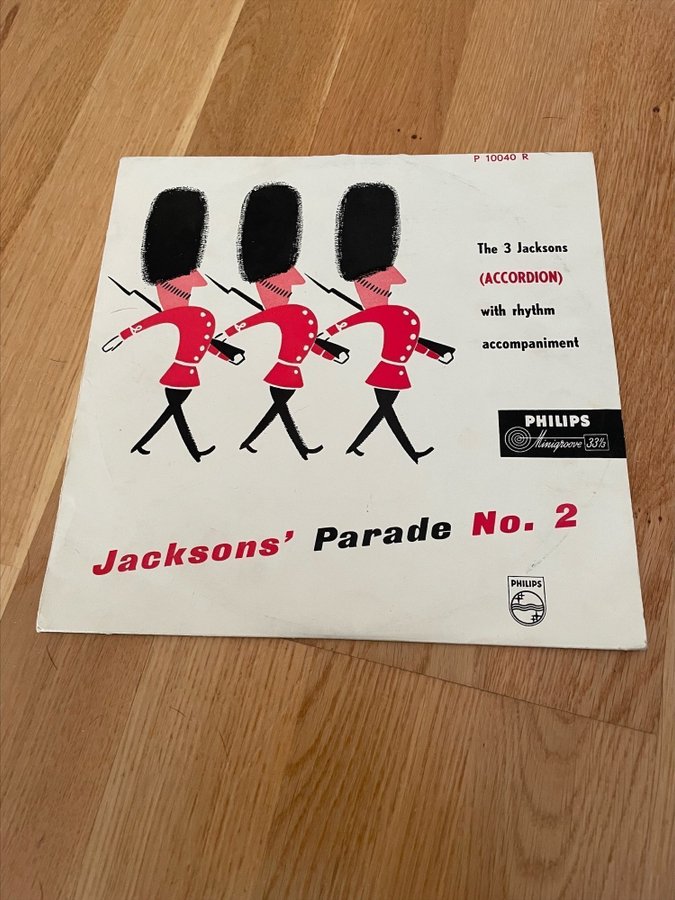 P 10040 R
The 3 Jacksons
(ACCORDION)
with rhythm
accompaniment
PHILIPS
Minigroove 33⅓
Jacksons' Parade No. 2
PHILIPS